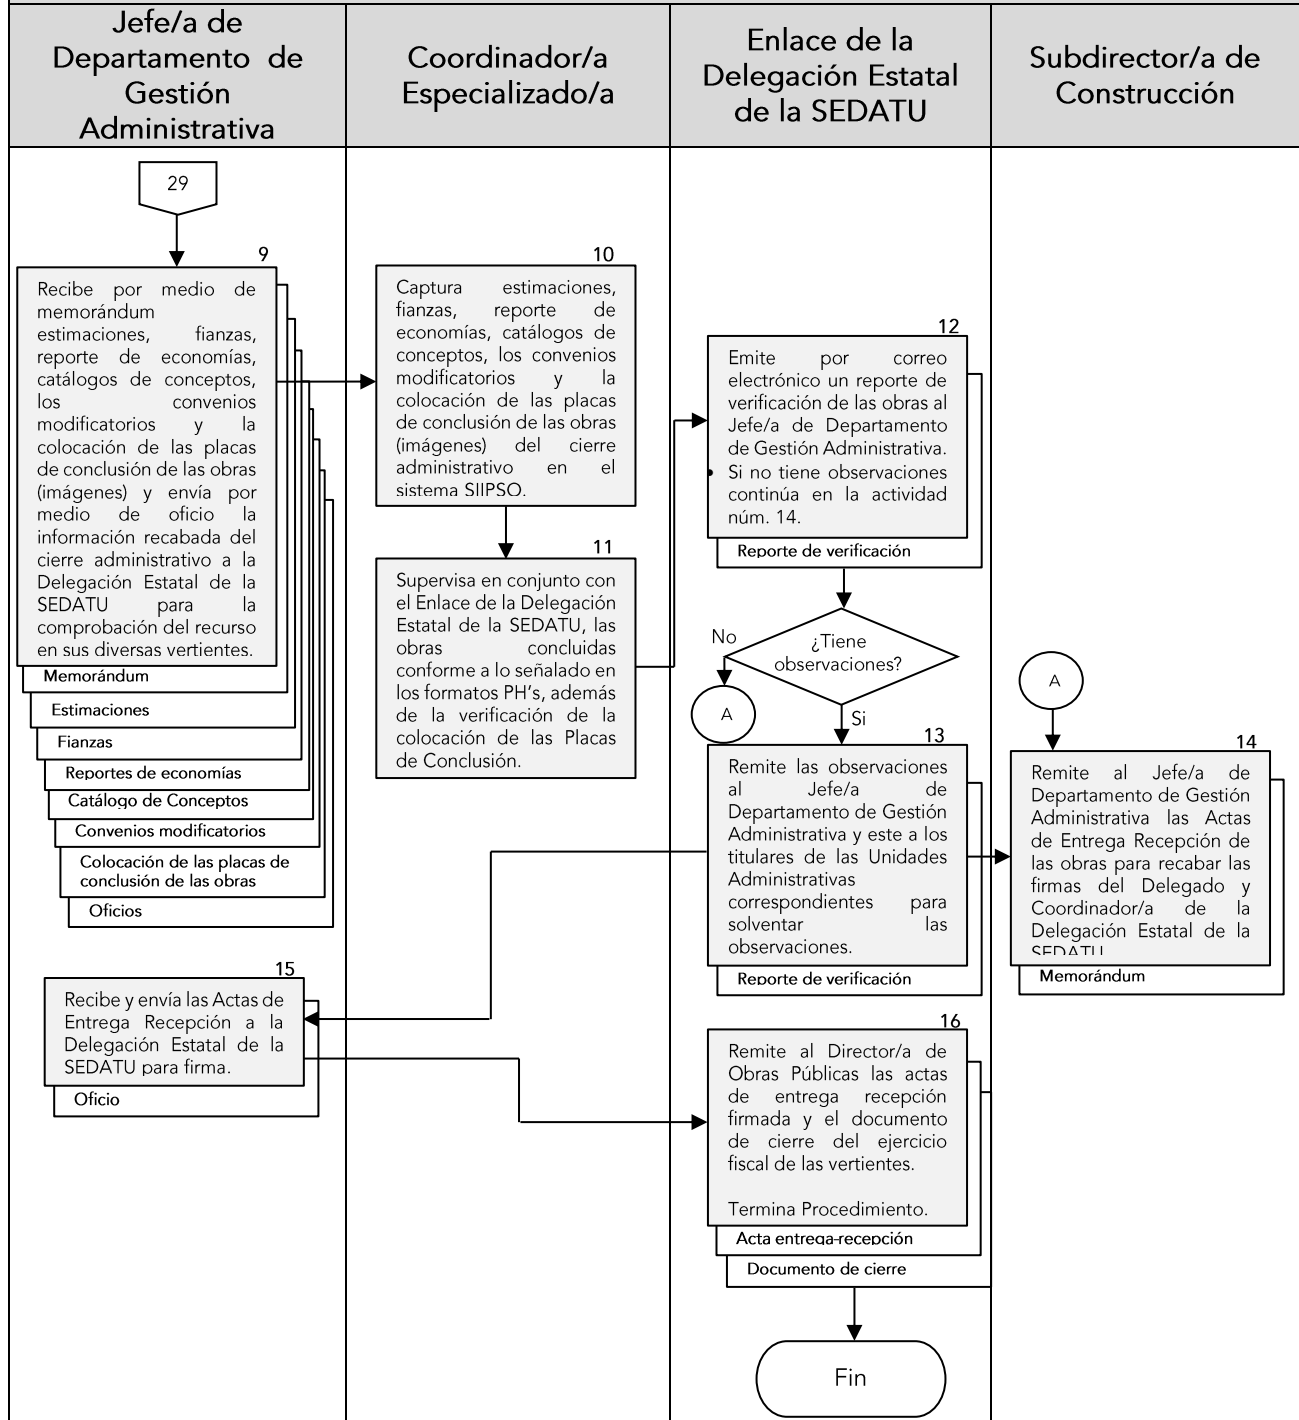 Jefe/a de
Departamento de
Gestión
Administrativa
Coordinador/a
Especializado/a
Enlace de la
Delegación Estatal
de la SEDATU
Subdirector/a de
Construcción
29
9
Recibe por medio de
memorándum
estimaciones, fianzas,
reporte de economías,
catálogos de conceptos,
los convenios
modificatorios y la
colocación de las placas
de conclusión de las obras
(imágenes) y envía por
medio de oficio la
información recabada del
cierre administrativo a la
Delegación Estatal de la
SEDATU para la
comprobación del recurso
en sus diversas vertientes.
Memorándum
Estimaciones
Fianzas
Reportes de economías
Catálogo de Conceptos
Convenios modificatorios
Colocación de las placas de
conclusión de las obras
Oficios
10
Captura estimaciones,
fianzas, reporte de
economías, catálogos de
conceptos, los convenios
modificatorios y la
colocación de las placas
de conclusión de las obras
(imágenes) del cierre
administrativo en el
sistema SIIPSO.
11
Supervisa en conjunto con
el Enlace de la Delegación
Estatal de la SEDATU, las
obras concluidas
conforme a lo señalado en
los formatos PH's, además
de la verificación de la
colocación de las Placas
de Conclusión.
12
Emite por correo
electrónico un reporte de
verificación de las obras al
Jefe/a de Departamento
de Gestión Administrativa.
• Si no tiene observaciones
continúa en la actividad
núm. 14.
Reporte de verificación
¿Tiene
observaciones?
No
A
Si
13
Remite las observaciones
al Jefe/a de
Departamento de Gestión
Administrativa y este a los
titulares de las Unidades
Administrativas
correspondientes para
solventar las
observaciones.
Reporte de verificación
A
14
Remite al Jefe/a de
Departamento de Gestión
Administrativa las Actas
de Entrega Recepción de
las obras para recabar las
firmas del Delegado y
Coordinador/a de la
Delegación Estatal de la
SEDATU
Memorándum
15
Recibe y envía las Actas de
Entrega Recepción a la
Delegación Estatal de la
SEDATU para firma.
Oficio
16
Remite al Director/a de
Obras Públicas las actas
de entrega recepción
firmada y el documento
de cierre del ejercicio
fiscal de las vertientes.
Termina Procedimiento.
Acta entrega-recepción
Documento de cierre
Fin